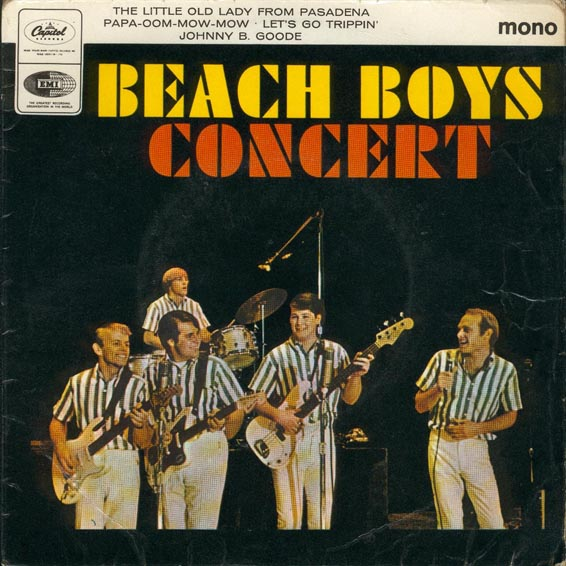 THE LITTLE OLD LADY FROM PASADENA
PAPA-OOM-MOW-MOW · LET'S GO TRIPPIN'
JOHNNY B. GOODE
mono
Capitol
RECORDS
EMI
THE GREATEST RECORDING
ORGANISATION IN THE WORLD
BEACH BOYS
CONCERT